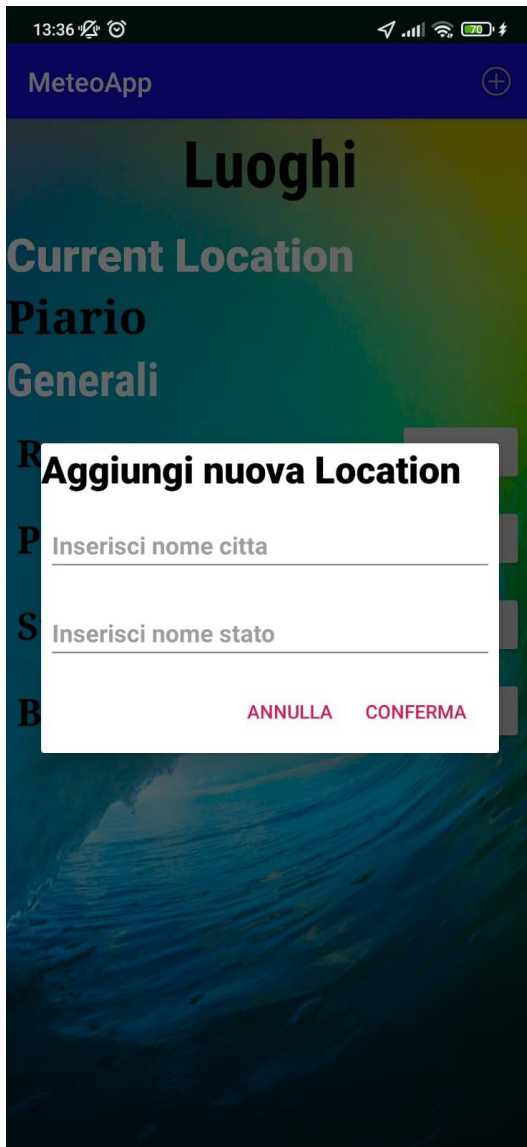 13:36 70
MeteoApp
Luoghi
Current Location
Piario
Generali
R
Aggiungi nuova Location
P
Inserisci nome citta
S
Inserisci nome stato
B
ANNULLA CONFERMA